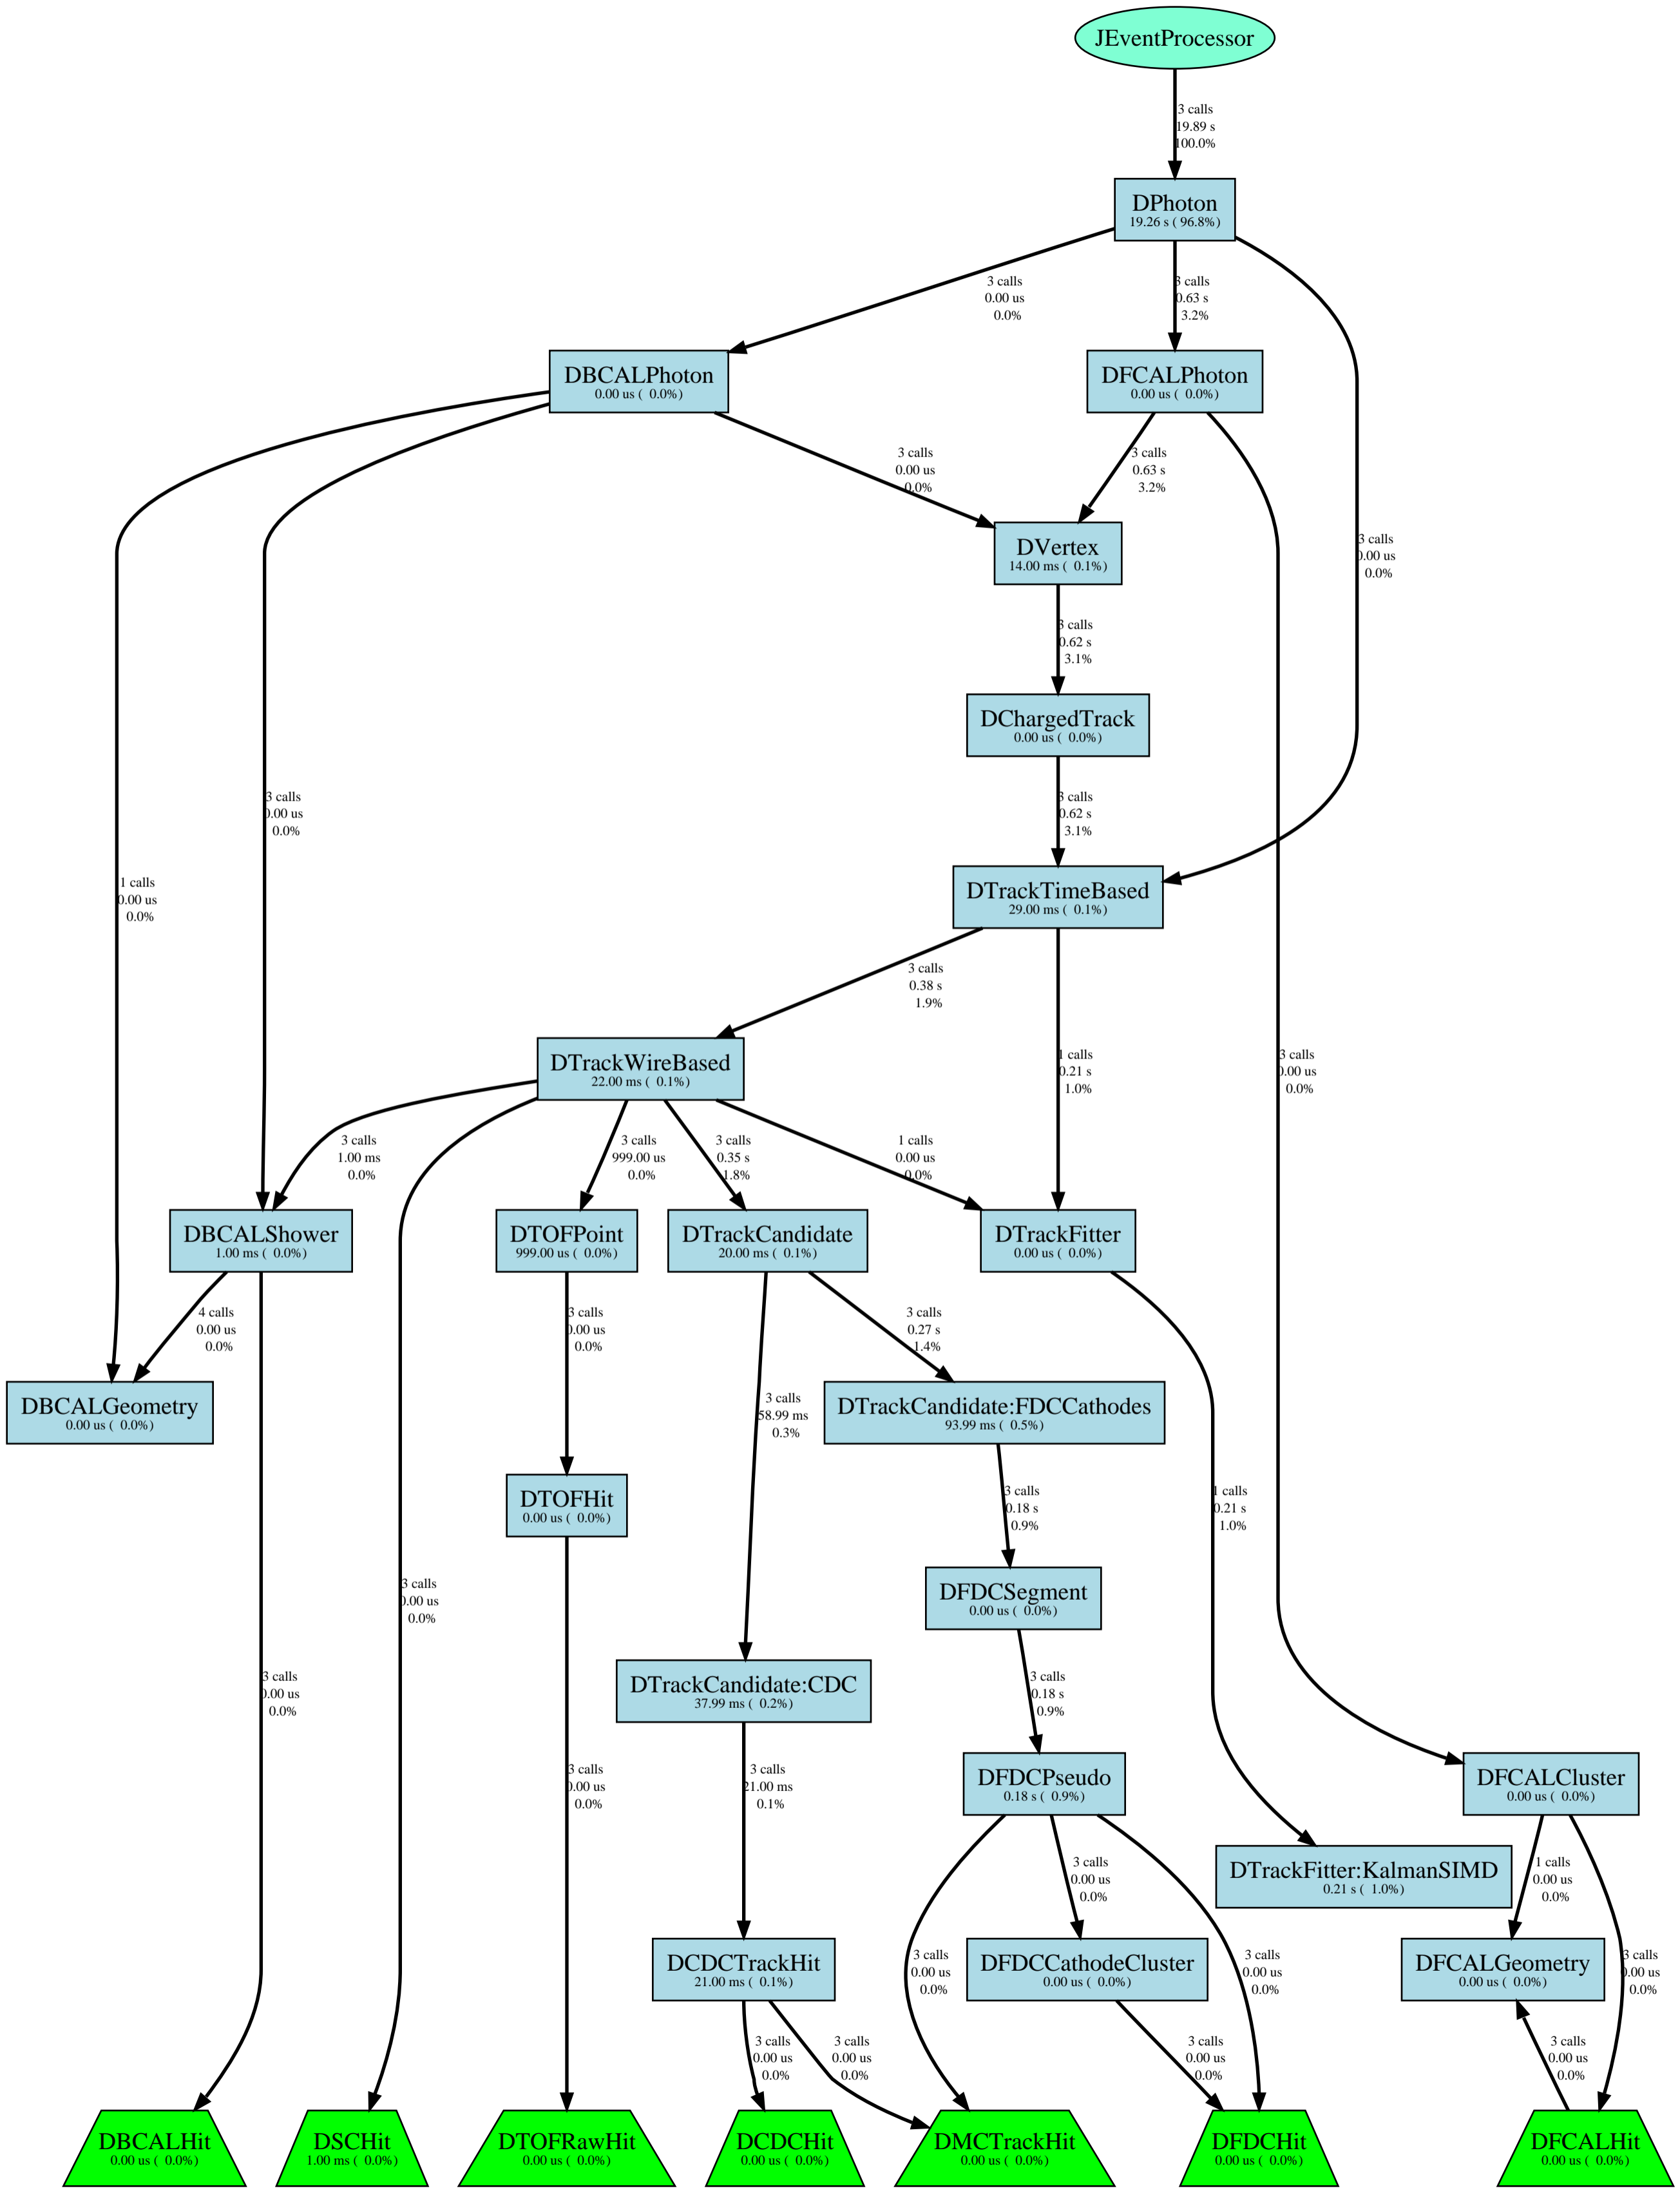 JEventProcessor
3 calls
19.89 s
100.0%
DPhoton
19.26 s ( 96.8%)
3 calls
0.00 us
0.0%
3 calls
0.63 s
3.2%
DBCALPhoton
0.00 us ( 0.0%)
DFCALPhoton
0.00 us ( 0.0%)
3 calls
0.00 us
0.0%
3 calls
0.63 s
3.2%
DVertex
14.00 ms ( 0.1%)
3 calls
0.00 us
0.0%
3 calls
0.62 s
3.1%
DChargedTrack
0.00 us ( 0.0%)
3 calls
0.00 us
0.0%
3 calls
0.62 s
3.1%
1 calls
0.00 us
0.0%
DTrackTimeBased
29.00 ms ( 0.1%)
3 calls
0.38 s
1.9%
1 calls
0.21 s
1.0%
3 calls
0.00 us
0.0%
DTrackWireBased
22.00 ms ( 0.1%)
3 calls
1.00 ms
0.0%
3 calls
999.00 us
0.0%
3 calls
0.35 s
1.8%
1 calls
0.00 us
0.0%
DBCALShower
1.00 ms ( 0.0%)
DTOFPoint
999.00 us ( 0.0%)
DTrackCandidate
20.00 ms ( 0.1%)
DTrackFitter
0.00 us ( 0.0%)
4 calls
0.00 us
0.0%
3 calls
0.00 us
0.0%
3 calls
0.27 s
1.4%
DBCALGeometry
0.00 us ( 0.0%)
3 calls
58.99 ms
0.3%
DTrackCandidate:FDCCathodes
93.99 ms ( 0.5%)
DTOFHit
0.00 us ( 0.0%)
3 calls
0.18 s
0.9%
1 calls
0.21 s
1.0%
3 calls
0.00 us
0.0%
DFDCSegment
0.00 us ( 0.0%)
3 calls
0.00 us
0.0%
DTrackCandidate:CDC
37.99 ms ( 0.2%)
3 calls
0.18 s
0.9%
3 calls
0.00 us
0.0%
3 calls
21.00 ms
0.1%
DFDCPseudo
0.18 s ( 0.9%)
DFCALCluster
0.00 us ( 0.0%)
3 calls
0.00 us
0.0%
DTrackFitter:KalmanSIMD
0.21 s ( 1.0%)
1 calls
0.00 us
0.0%
DCDCTrackHit
21.00 ms ( 0.1%)
3 calls
0.00 us
0.0%
DFDCCathodeCluster
0.00 us ( 0.0%)
3 calls
0.00 us
0.0%
DFCALGeometry
0.00 us ( 0.0%)
3 calls
0.00 us
0.0%
3 calls
0.00 us
0.0%
3 calls
0.00 us
0.0%
3 calls
0.00 us
0.0%
3 calls
0.00 us
0.0%
DBCALHit
0.00 us ( 0.0%)
DSCHit
1.00 ms ( 0.0%)
DTOFRawHit
0.00 us ( 0.0%)
DCDCHit
0.00 us ( 0.0%)
DMCTrackHit
0.00 us ( 0.0%)
DFDCHit
0.00 us ( 0.0%)
DFCALHit
0.00 us ( 0.0%)